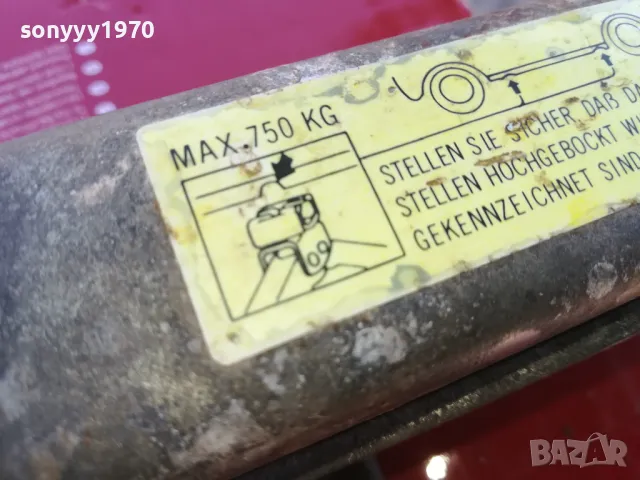 sonyyy1970
MAX. 750 KG
STELLEN SIE SICHER, DAß DA
STELLEN HOCHGEBOCKT W
GEKENNZEICHNET SIND
BAZAR